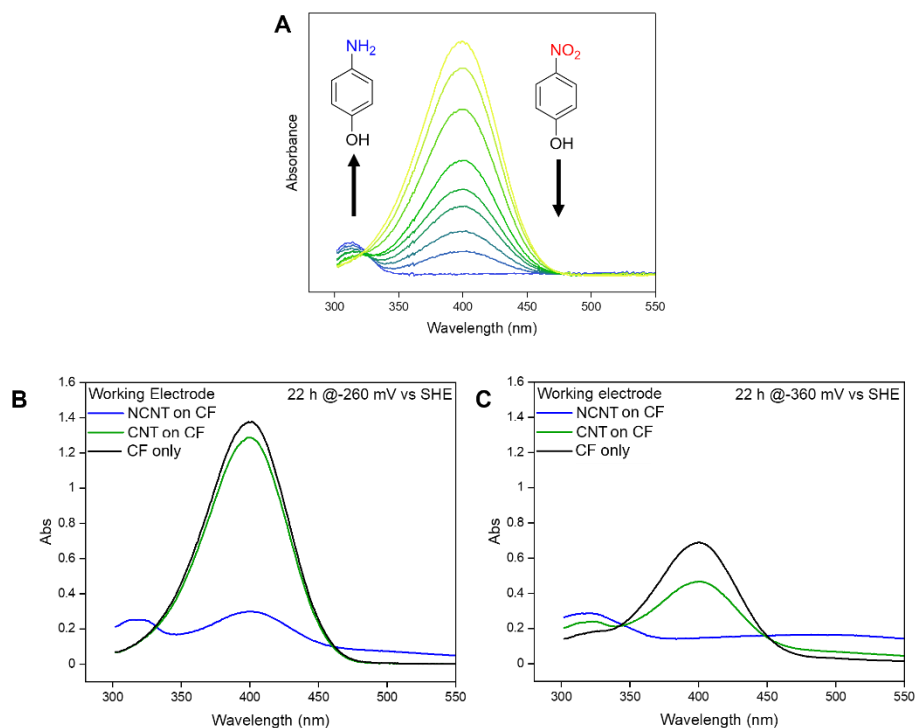 A
NH2
OH
NO2
OH
Absorbance
300 350 400 450 500 550
Wavelength (nm)
B
Working Electrode
22 h @-260 mV vs SHE
NCNT on CF
CNT on CF
CF only
1.6
1.4
1.2
1.0
0.8
0.6
0.4
0.2
0
Abs
300 350 400 450 500 550
Wavelength (nm)
C
Working electrode
22 h @-360 mV vs SHE
NCNT on CF
CNT on CF
CF only
1.6
1.4
1.2
1.0
0.8
0.6
0.4
0.2
0
Abs
300 350 400 450 500 550
Wavelength (nm)